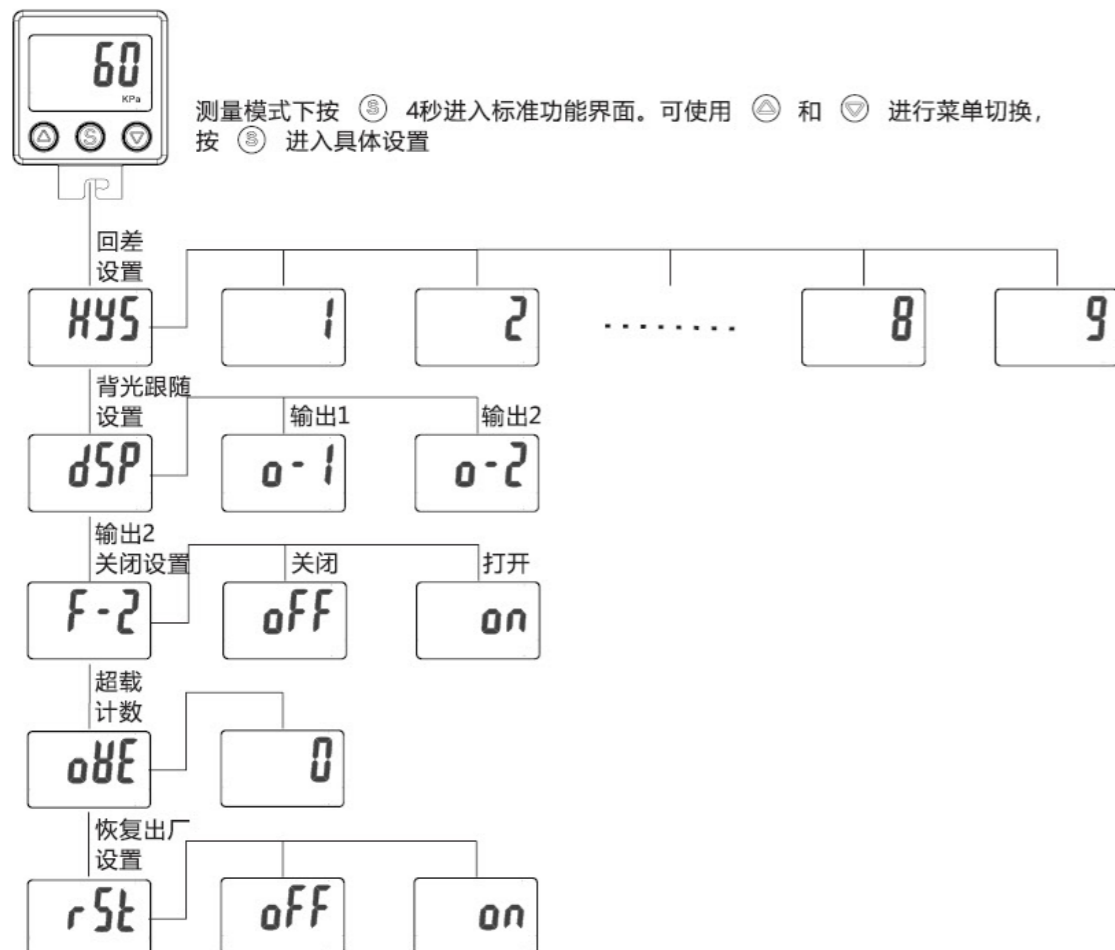 60
KPa
S
测量模式下按 S 4秒进入标准功能界面。可使用 △ 和 ▽ 进行菜单切换，
按 S 进入具体设置
回差
设置
HYS
1
2
........
8
9
背光跟随
设置
输出1
输出2
dSP
o-1
o-2
输出2
关闭设置
关闭
打开
F-2
oFF
on
超载
计数
oVE
0
恢复出厂
设置
rSt
oFF
on